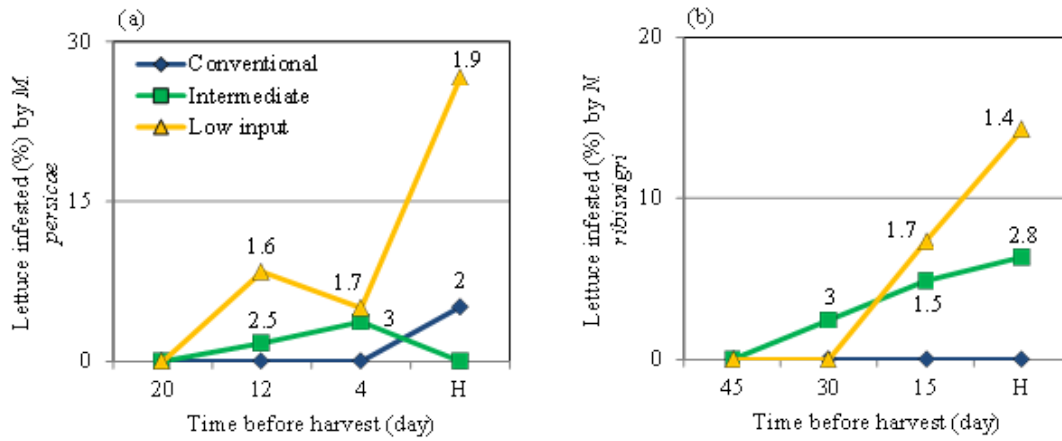 (a)
30
15
0
Lettuce infested (%) by M.
persicae
Conventional
Intermediate
Low input
1.9
1.6
1.7
2
2.5
3
20 12 4 H
Time before harvest (day)
(b)
20
10
0
Lettuce infested (%) by N
ribisnigri
1.4
1.7
2.8
3
1.5
45 30 15 H
Time before harvest (day)